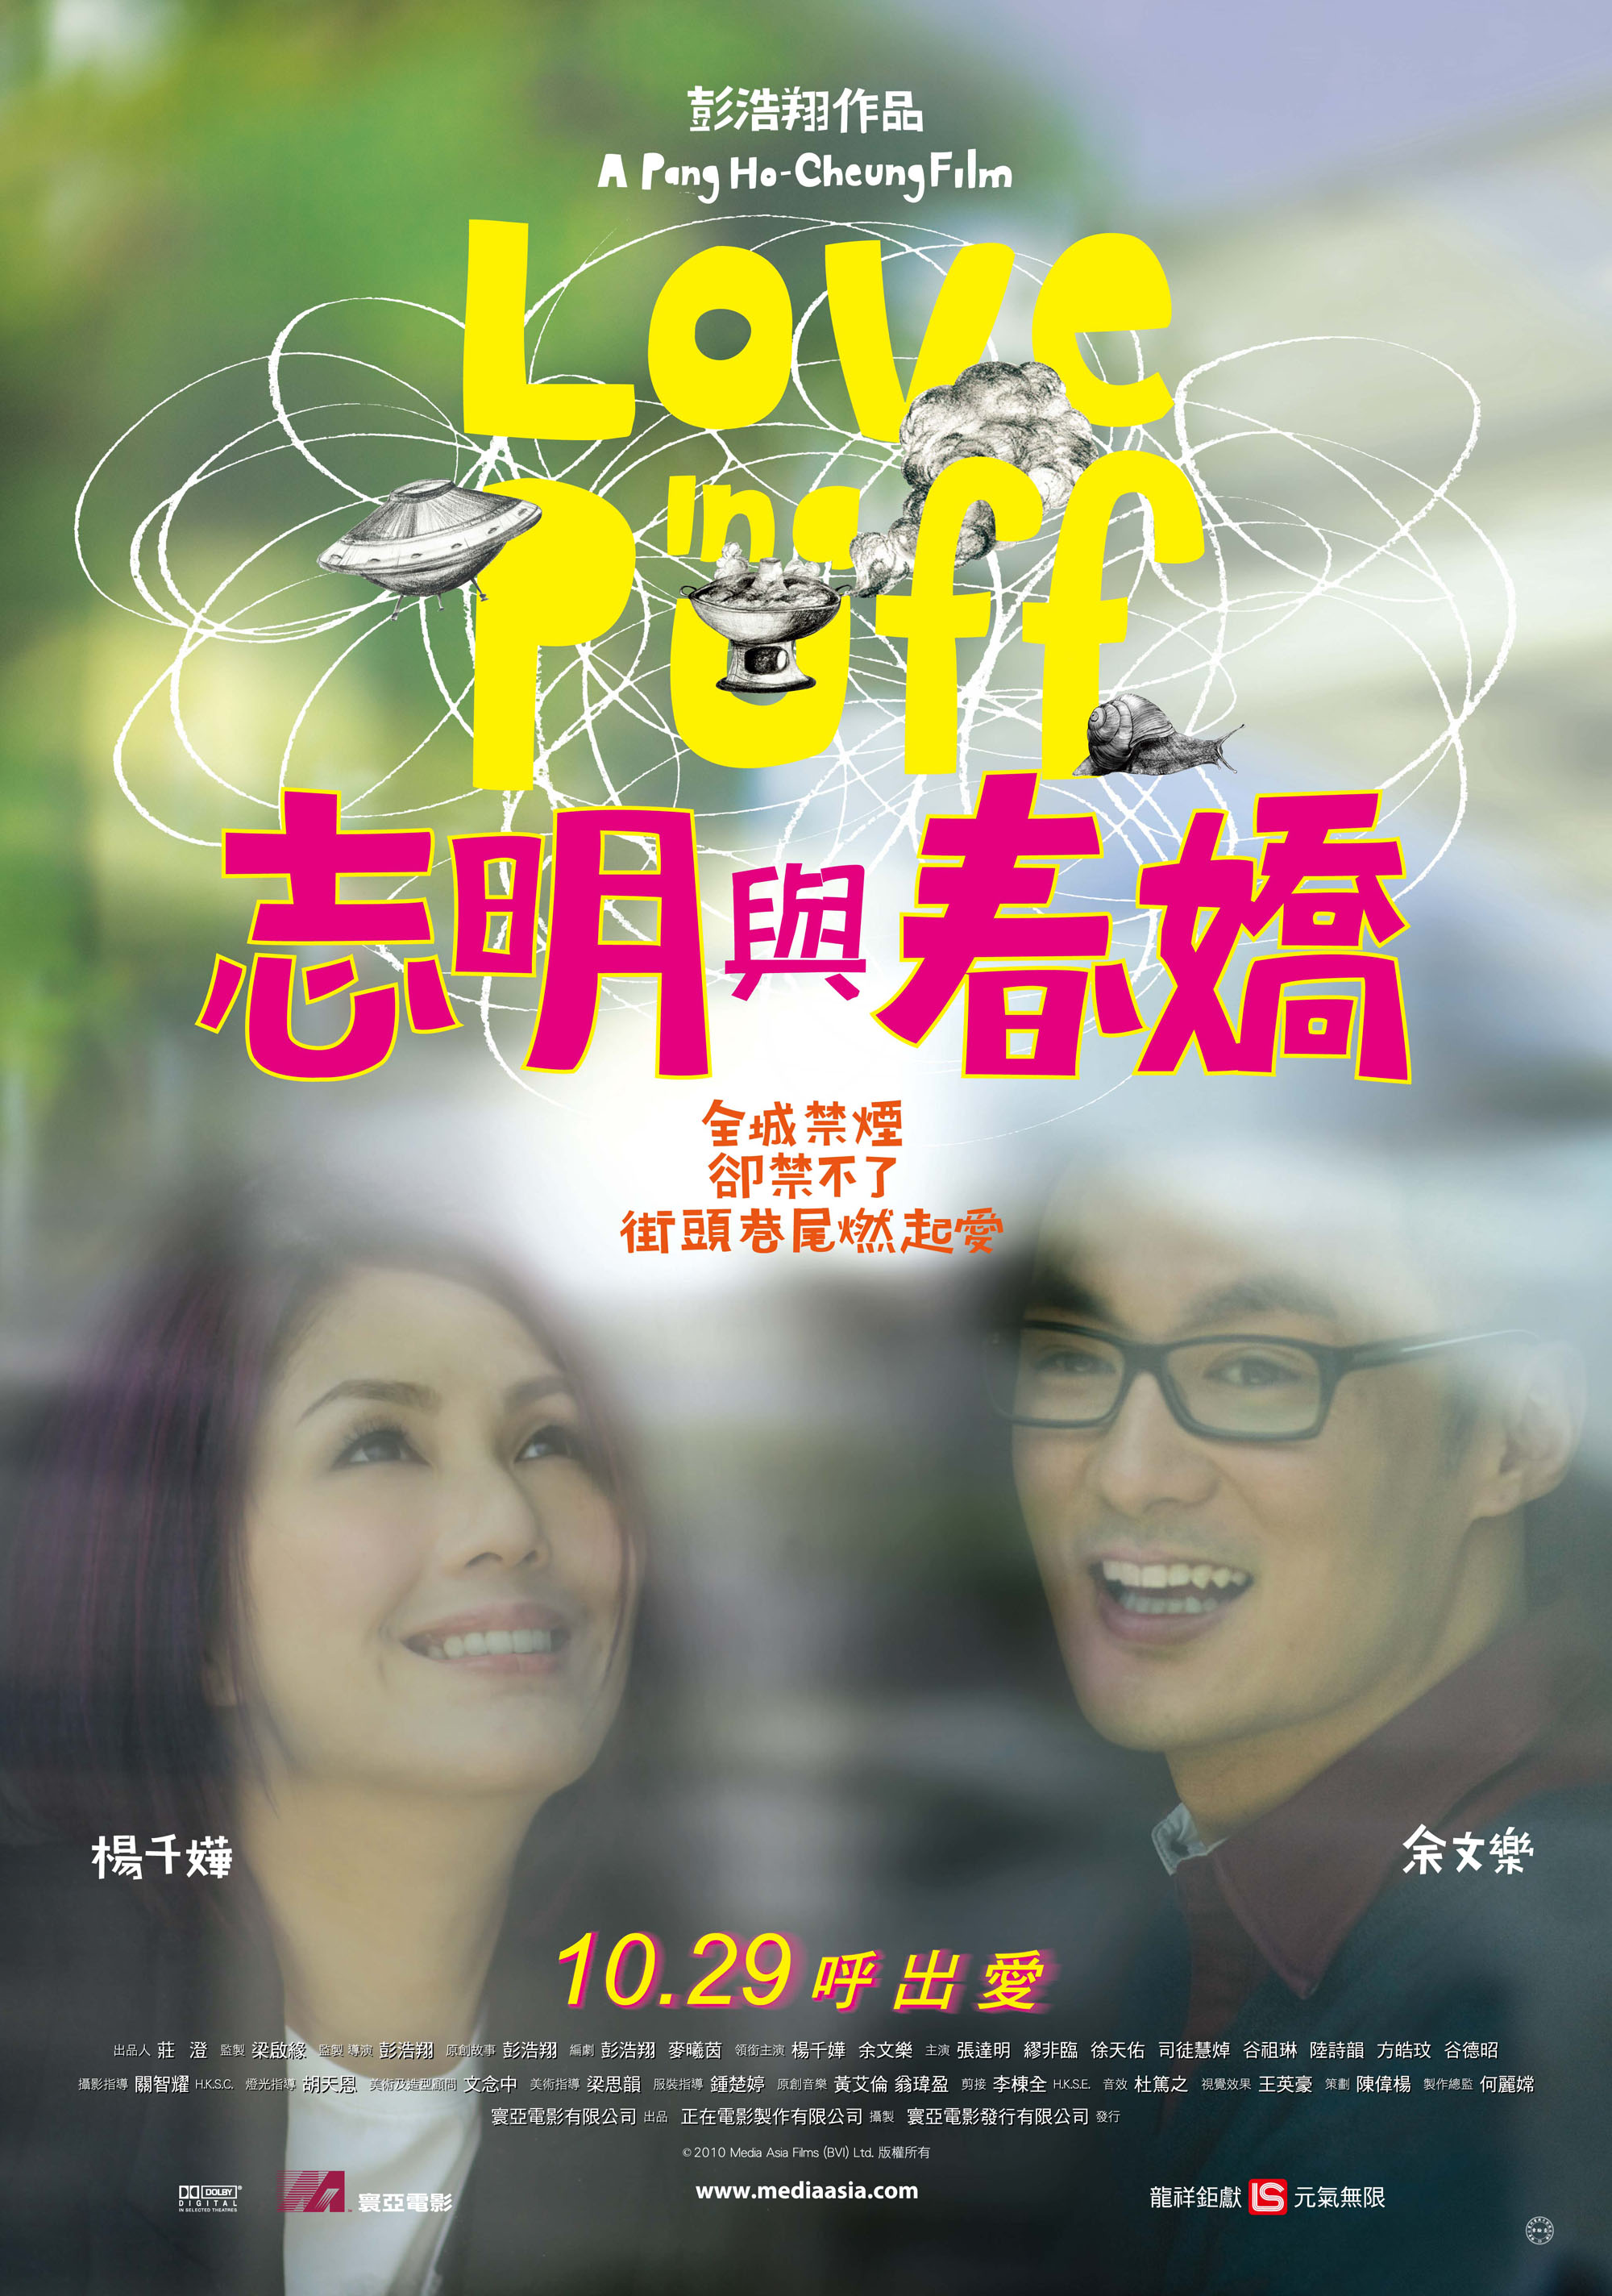 彭浩翔作品
A Pang Ho-Cheung Film
Love
in a
Puff
志明與春嬌
全城禁煙
卻禁不了
街頭巷尾燃起愛
楊千嬅
余文樂
10.29 呼出愛
出品人 莊 澄 監製 梁啟緣 監製 導演 彭浩翔 原創故事 彭浩翔 編劇 彭浩翔 麥曦茵 領銜主演 楊千嬅 余文樂 主演 張達明 繆非臨 徐天佑 司徒慧焯 谷祖琳 陸詩韻 方皓玟 谷德昭
攝影指導 關智耀 H.K.S.C. 燈光指導 胡天恩 美術及造型顧問 文念中 美術指導 梁思韻 服裝指導 鍾楚婷 原創音樂 黃艾倫 翁瑋盈 剪接 李棟全 H.K.S.E. 音效 杜篤之 視覺效果 王英豪 策劃 陳偉楊 製作總監 何麗嫦
寰亞電影有限公司 出品 正在電影製作有限公司 攝製 寰亞電影發行有限公司 發行
© 2010 Media Asia Films (BVI) Ltd. 版權所有
DOLBY
DIGITAL
IN SELECTED THEATRES
寰亞電影
www.mediaasia.com
龍祥鉅獻 LS 元氣無限